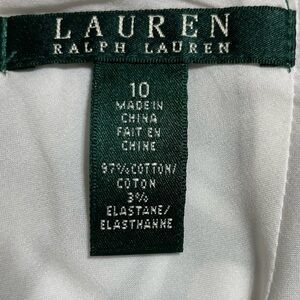 LAUREN
RALPH LAUREN
10
MADE IN
CHINA
FAIT EN
CHINE
97% COTTON/
COTON
3%
ELASTANE/
ELASTHANNE